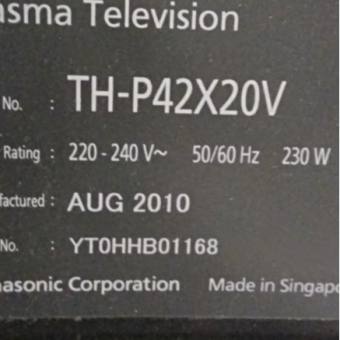 asma Television
No. : TH-P42X20V
Rating : 220 - 240 V~ 50/60 Hz 230 W
factured : AUG 2010
No. : YT0HHB01168
asonic Corporation Made in Singapo